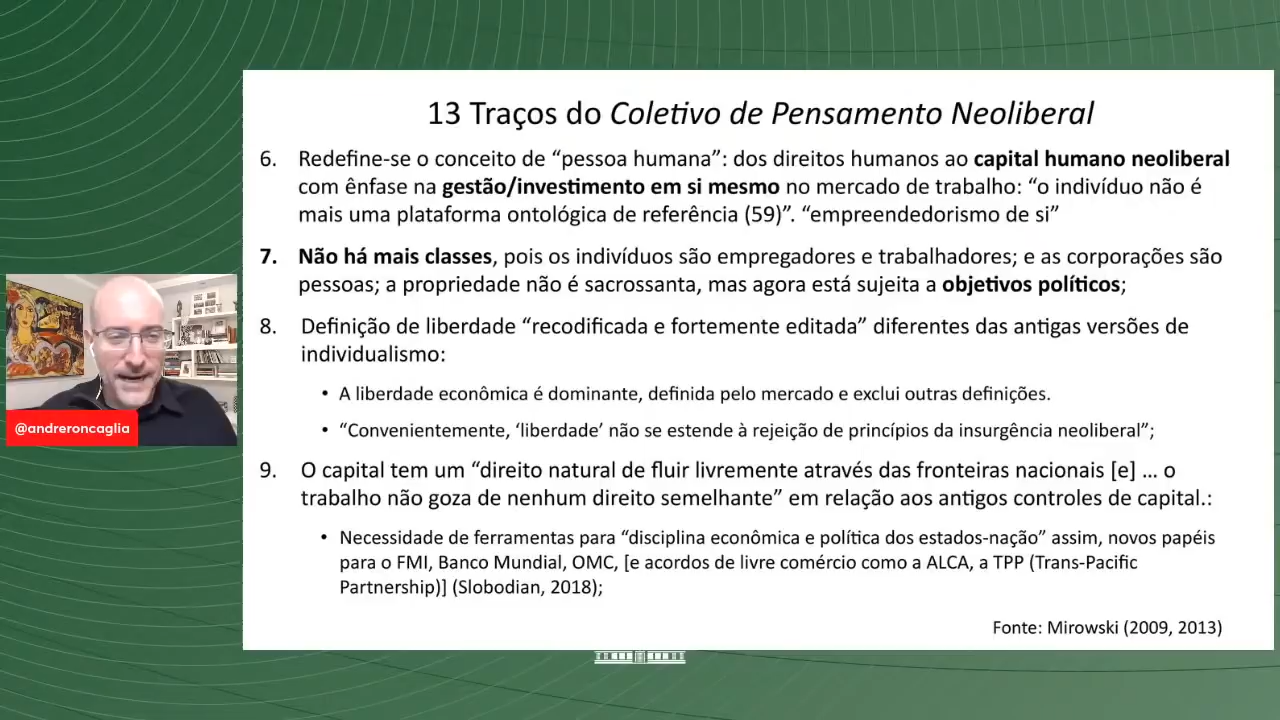 13 Traços do Coletivo de Pensamento Neoliberal
6. Redefine-se o conceito de “pessoa humana”: dos direitos humanos ao capital humano neoliberal
com ênfase na gestão/investimento em si mesmo no mercado de trabalho: “o indivíduo não é
mais uma plataforma ontológica de referência (59)”. “empreendedorismo de si”
7. Não há mais classes, pois os indivíduos são empregadores e trabalhadores; e as corporações são
pessoas; a propriedade não é sacrossanta, mas agora está sujeita a objetivos políticos;
8. Definição de liberdade “recodificada e fortemente editada” diferentes das antigas versões de
individualismo:
• A liberdade econômica é dominante, definida pelo mercado e exclui outras definições.
• “Convenientemente, ‘liberdade’ não se estende à rejeição de princípios da insurgência neoliberal”;
9. O capital tem um “direito natural de fluir livremente através das fronteiras nacionais [e] … o
trabalho não goza de nenhum direito semelhante” em relação aos antigos controles de capital.:
• Necessidade de ferramentas para “disciplina econômica e política dos estados-nação” assim, novos papéis
para o FMI, Banco Mundial, OMC, [e acordos de livre comércio como a ALCA, a TPP (Trans-Pacific
Partnership)] (Slobodian, 2018);
Fonte: Mirowski (2009, 2013)
@andreroncaglia